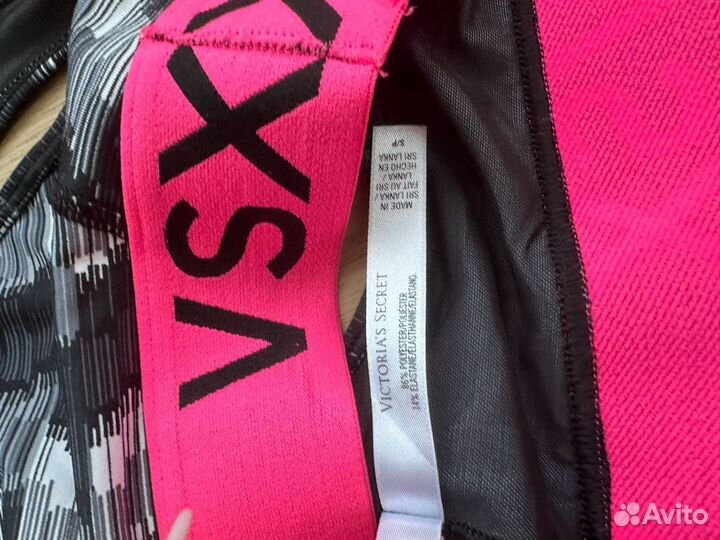 VSXX
VICTORIA'S SECRET
86% POLYESTER/POLIÉSTER
14% ELASTANE/ÉLASTHANNE/ELASTANO.
MADE IN
SRI LANKA /
FAIT AU SRI
LANKA /
HECHO EN
SRI LANKA
S/P
Avito